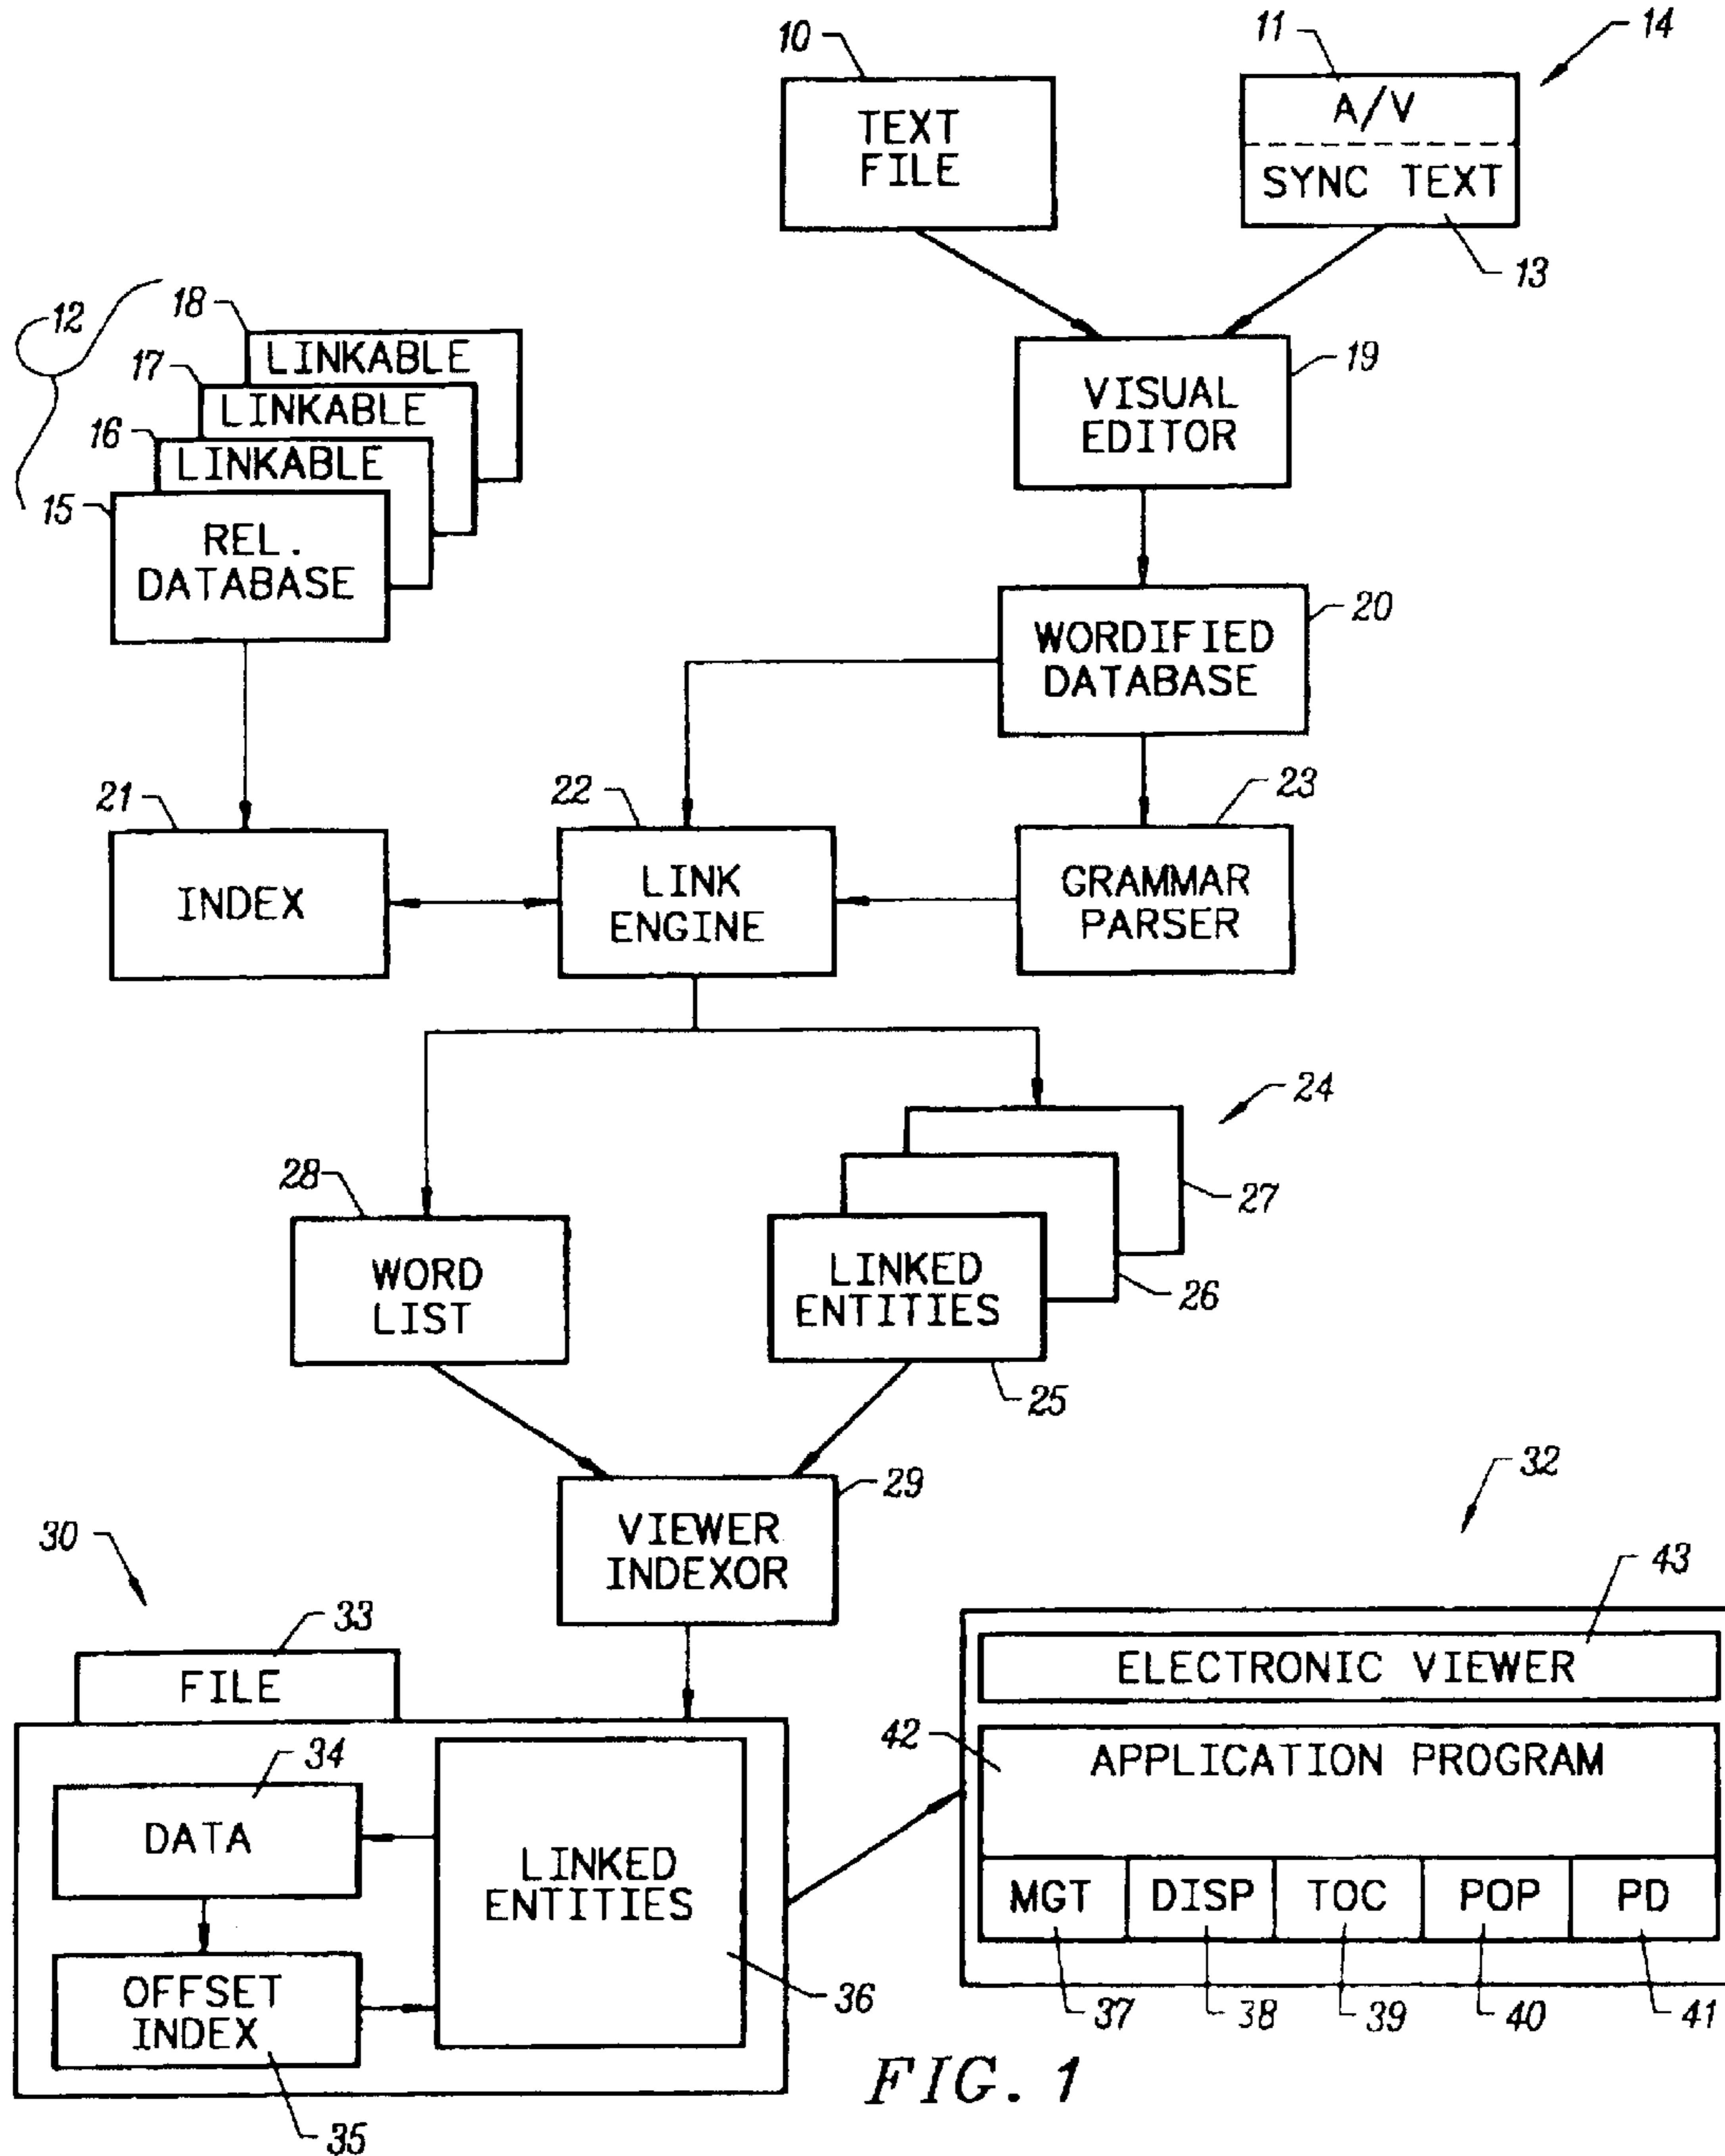 10
11
14
TEXT
FILE
A/V
SYNC TEXT
13
12
18
LINKABLE
17
LINKABLE
16
LINKABLE
15
REL.
DATABASE
19
VISUAL
EDITOR
20
WORDIFIED
DATABASE
21
INDEX
22
LINK
ENGINE
23
GRAMMAR
PARSER
24
27
26
28
WORD
LIST
LINKED
ENTITIES
25
29
VIEWER
INDEXOR
30
33
FILE
34
DATA
LINKED
ENTITIES
OFFSET
INDEX
36
35
32
43
ELECTRONIC VIEWER
42
APPLICATION PROGRAM
MGT DISP TOC POP PD
37 38 39 40 41
FIG. 1